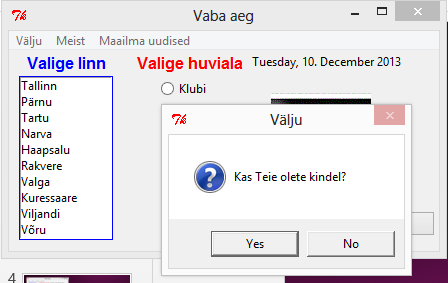 Vaba aeg
Välju Meist Maailma uudised
Valige linn
Valige huviala
Tuesday, 10. December 2013
Tallinn
Pärnu
Tartu
Narva
Haapsalu
Rakvere
Valga
Kuressaare
Viljandi
Võru
Klubi
Välju
Kas Teie olete kindel?
Yes
No
4